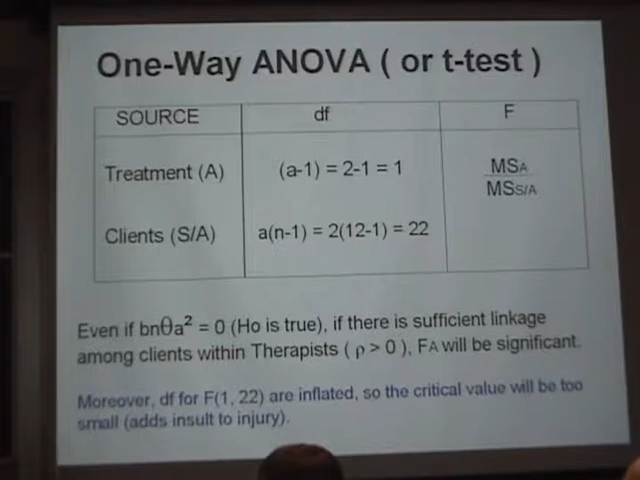 One-Way ANOVA ( or t-test )
SOURCE df F
Treatment (A) (a-1) = 2-1 = 1 MSA
MSS/A
Clients (S/A) a(n-1) = 2(12-1) = 22
Even if bnθa² = 0 (Ho is true), if there is sufficient linkage
among clients within Therapists ( ρ > 0 ), FA will be significant.
Moreover, df for F(1, 22) are inflated, so the critical value will be too
small (adds insult to injury).